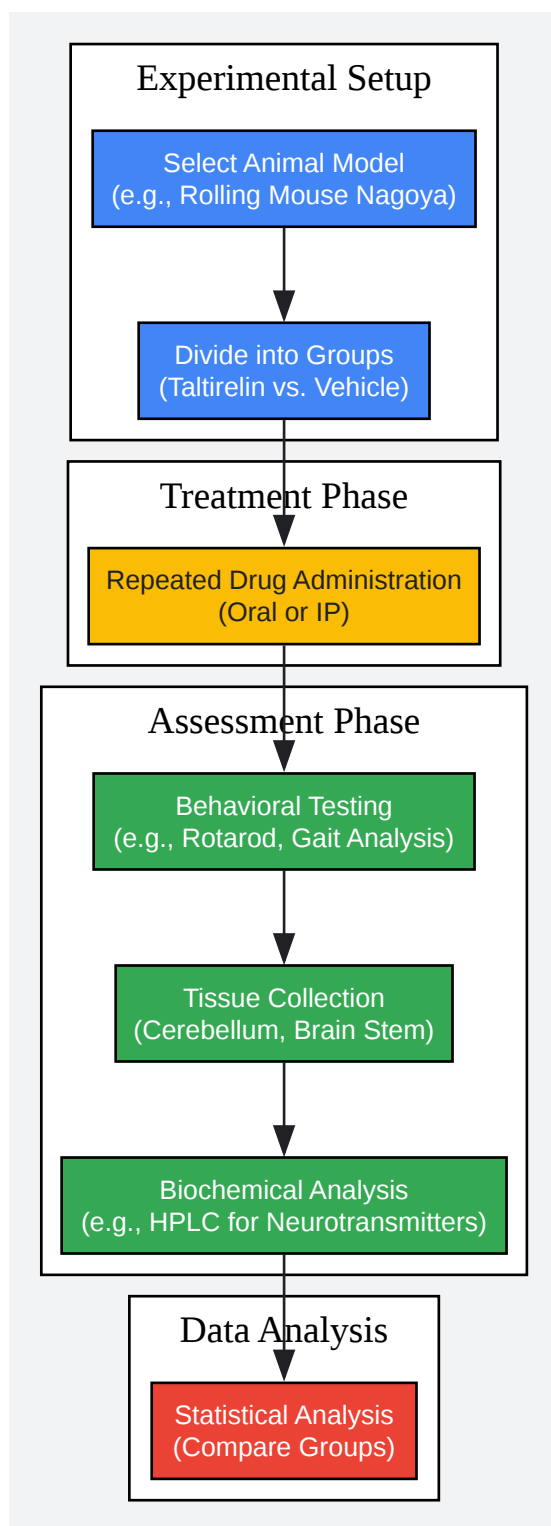 Experimental Setup
Select Animal Model
(e.g., Rolling Mouse Nagoya)
Divide into Groups
(Taltirelin vs. Vehicle)
Treatment Phase
Repeated Drug Administration
(Oral or IP)
Assessment Phase
Behavioral Testing
(e.g., Rotarod, Gait Analysis)
Tissue Collection
(Cerebellum, Brain Stem)
Biochemical Analysis
(e.g., HPLC for Neurotransmitters)
Data Analysis
Statistical Analysis
(Compare Groups)